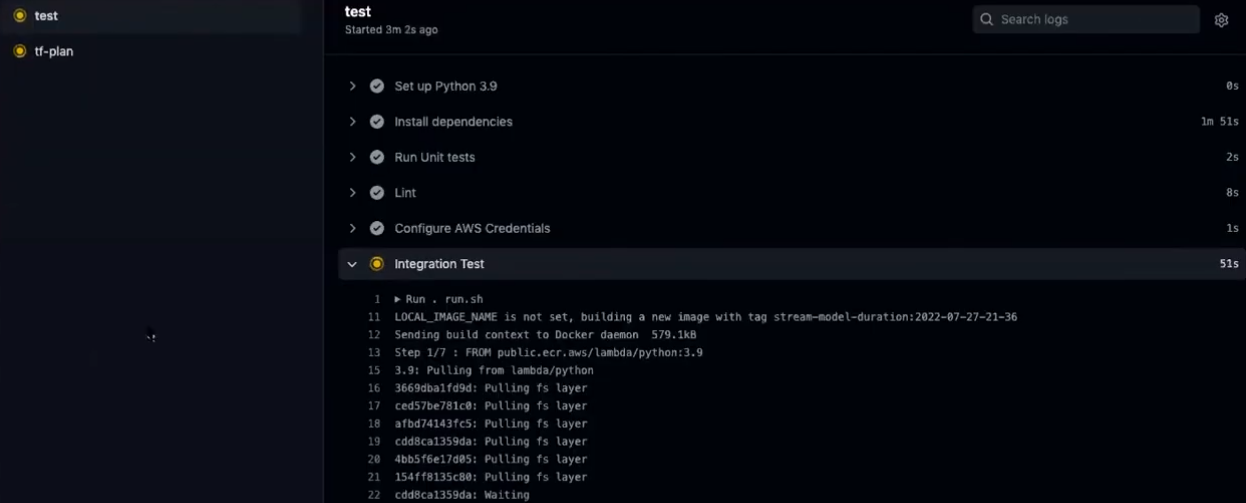 test
tf-plan
test
Started 3m 2s ago
Search logs
Set up Python 3.9 0s
Install dependencies 1m 51s
Run Unit tests 2s
Lint 8s
Configure AWS Credentials 1s
Integration Test 51s
1 Run . run.sh
11 LOCAL_IMAGE_NAME is not set, building a new image with tag stream-model-duration:2022-07-27-21-36
12 Sending build context to Docker daemon 579.1kB
13 Step 1/7 : FROM public.ecr.aws/lambda/python:3.9
15 3.9: Pulling from lambda/python
16 3669dba1fd9d: Pulling fs layer
17 ced57be781c0: Pulling fs layer
18 afbd74143fc5: Pulling fs layer
19 cdd8ca1359da: Pulling fs layer
20 4bb5f6e17d05: Pulling fs layer
21 154ff8135c80: Pulling fs layer
22 cdd8ca1359da: Waiting